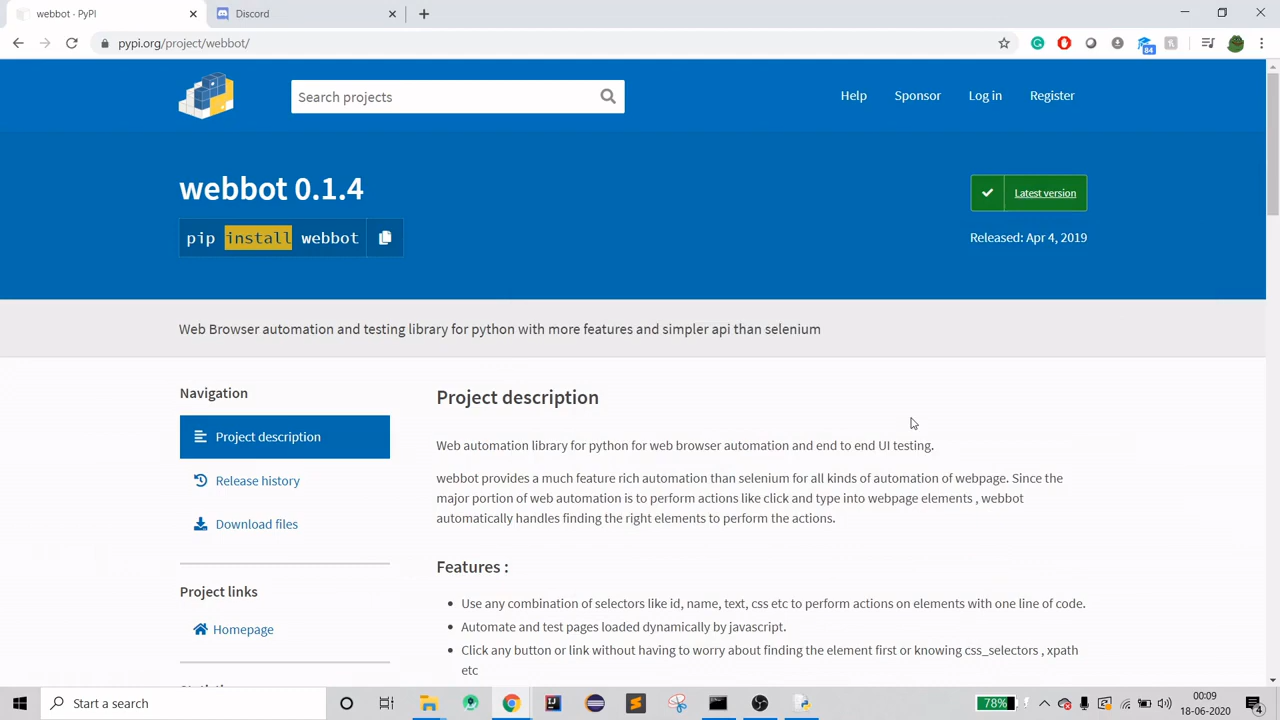 webbot · PyPI
Discord
pypi.org/project/webbot/
84
Search projects
Help
Sponsor
Log in
Register
webbot 0.1.4
pip install webbot
Latest version
Released: Apr 4, 2019
Web Browser automation and testing library for python with more features and simpler api than selenium
Navigation
Project description
Release history
Download files
Project links
Homepage
Project description
Web automation library for python for web browser automation and end to end UI testing.
webbot provides a much feature rich automation than selenium for all kinds of automation of webpage. Since the
major portion of web automation is to perform actions like click and type into webpage elements , webbot
automatically handles finding the right elements to perform the actions.
Features :
Use any combination of selectors like id, name, text, css etc to perform actions on elements with one line of code.
Automate and test pages loaded dynamically by javascript.
Click any button or link without having to worry about finding the element first or knowing css_selectors , xpath
etc
Start a search
78%
00:09
18-06-2020
4